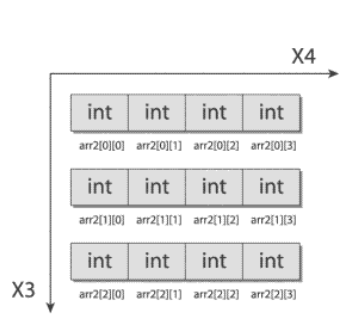 X4
int int int int
arr2[0][0] arr2[0][1] arr2[0][2] arr2[0][3]
int int int int
arr2[1][0] arr2[1][1] arr2[1][2] arr2[1][3]
int int int int
X3
arr2[2][0] arr2[2][1] arr2[2][2] arr2[2][3]